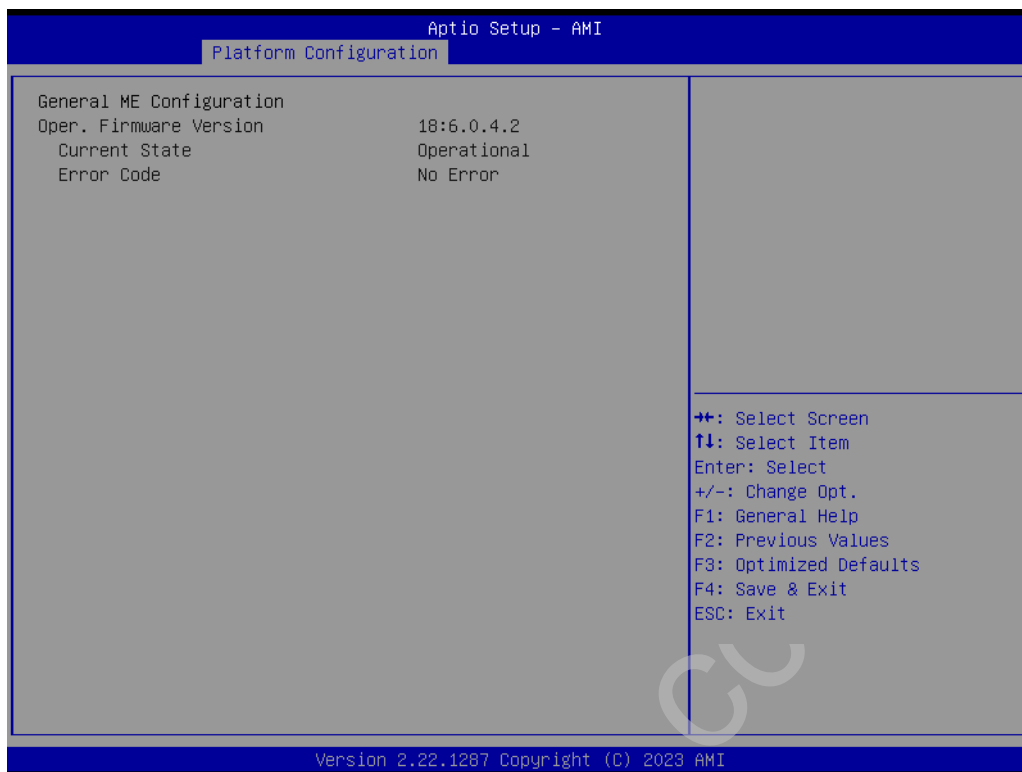 Aptio Setup - AMI
Platform Configuration
General ME Configuration
Oper. Firmware Version 18:6.0.4.2
Current State Operational
Error Code No Error
→←: Select Screen
↑↓: Select Item
Enter: Select
+/-: Change Opt.
F1: General Help
F2: Previous Values
F3: Optimized Defaults
F4: Save & Exit
ESC: Exit
Version 2.22.1287 Copyright (C) 2023 AMI